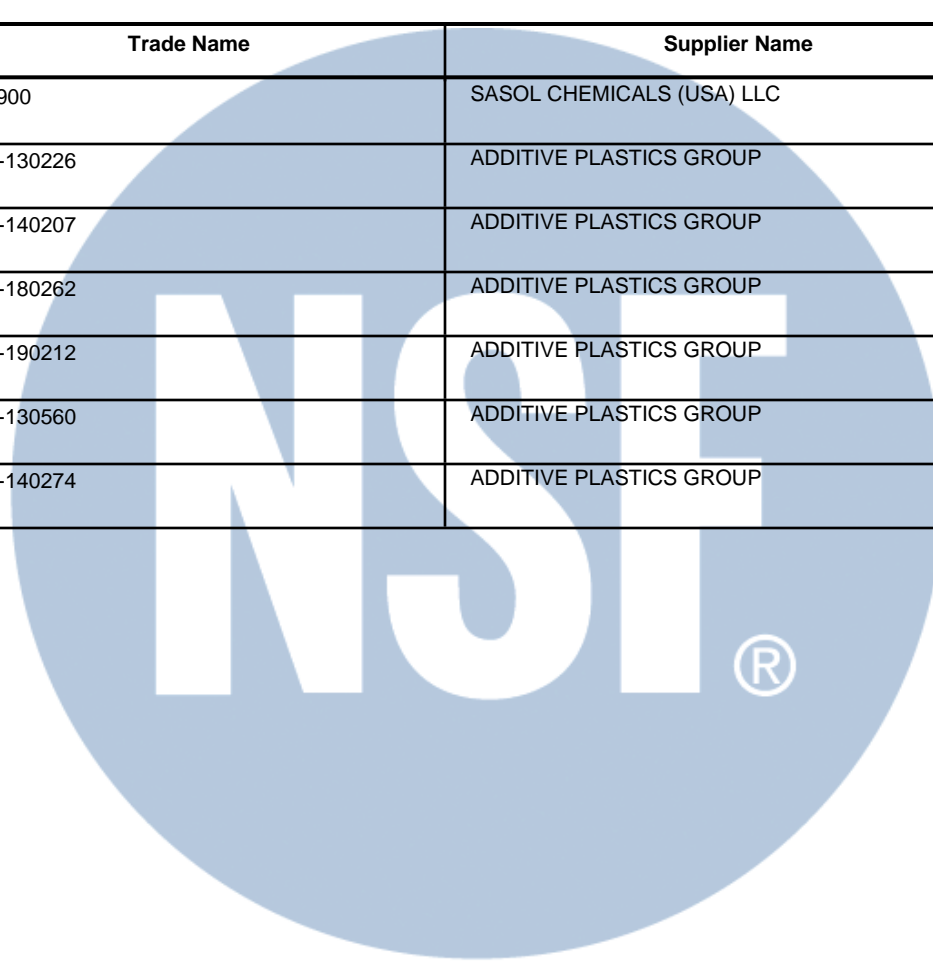 Trade Name Supplier Name
900 SASOL CHEMICALS (USA) LLC
-130226 ADDITIVE PLASTICS GROUP
-140207 ADDITIVE PLASTICS GROUP
-180262 ADDITIVE PLASTICS GROUP
-190212 ADDITIVE PLASTICS GROUP
-130560 ADDITIVE PLASTICS GROUP
-140274 ADDITIVE PLASTICS GROUP
NSF®